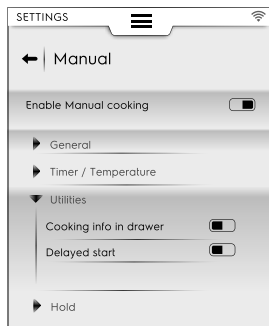 SETTINGS
Manual
Enable Manual cooking
General
Timer / Temperature
Utilities
Cooking info in drawer
Delayed start
Hold